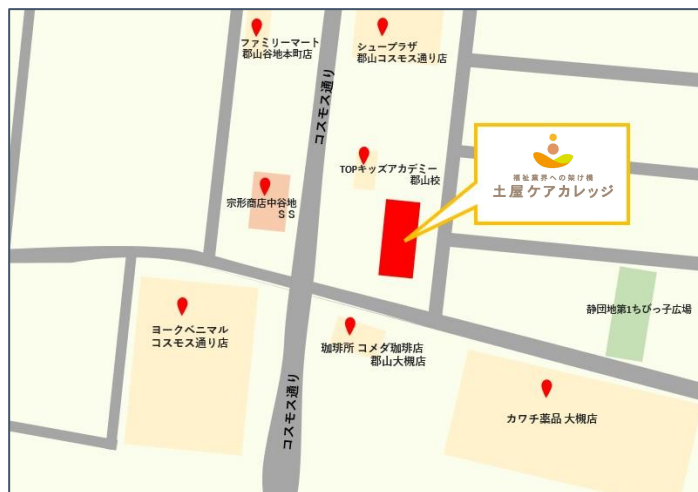 ファミリーマート
郡山谷地本町店
シュープラザ
郡山コスモス通り店
コスモス通り
TOPキッズアカデミー
郡山校
福祉業界への架け橋
土屋ケアカレッジ
宗形商店中谷地
ＳＳ
静団地第1ちびっ子広場
ヨークベニマル
コスモス通り店
珈琲所 コメダ珈琲店
郡山大槻店
コスモス通り
カワチ薬品 大槻店